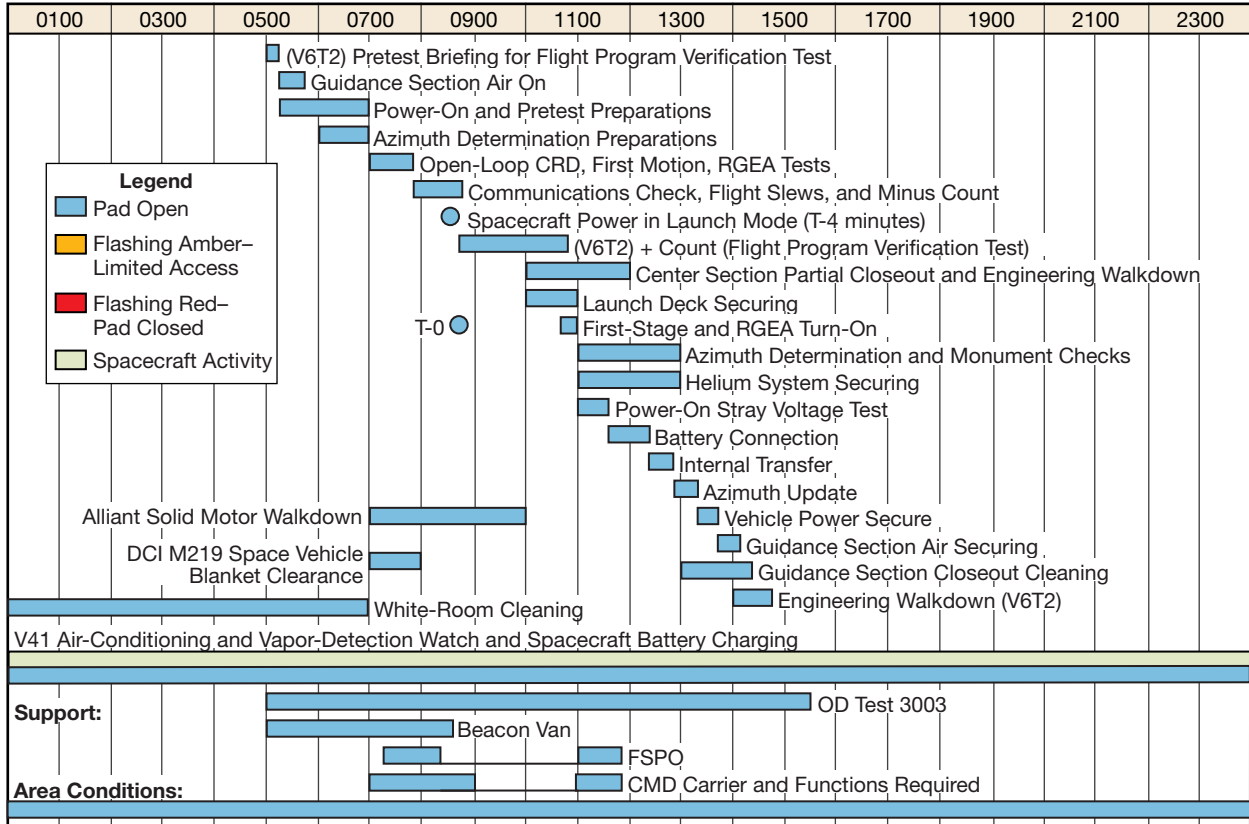 0100 0300 0500 0700 0900 1100 1300 1500 1700 1900 2100 2300
(V6T2) Pretest Briefing for Flight Program Verification Test
Guidance Section Air On
Power-On and Pretest Preparations
Azimuth Determination Preparations
Open-Loop CRD, First Motion, RGEA Tests
Legend
Pad Open
Flashing Amber–
Limited Access
Flashing Red–
Pad Closed
Spacecraft Activity
Communications Check, Flight Slews, and Minus Count
Spacecraft Power in Launch Mode (T-4 minutes)
(V6T2) + Count (Flight Program Verification Test)
Center Section Partial Closeout and Engineering Walkdown
Launch Deck Securing
T-0
First-Stage and RGEA Turn-On
Azimuth Determination and Monument Checks
Helium System Securing
Power-On Stray Voltage Test
Battery Connection
Internal Transfer
Azimuth Update
Alliant Solid Motor Walkdown
Vehicle Power Secure
Guidance Section Air Securing
DCI M219 Space Vehicle
Blanket Clearance
Guidance Section Closeout Cleaning
Engineering Walkdown (V6T2)
White-Room Cleaning
V41 Air-Conditioning and Vapor-Detection Watch and Spacecraft Battery Charging
Support:
OD Test 3003
Beacon Van
FSPO
CMD Carrier and Functions Required
Area Conditions: